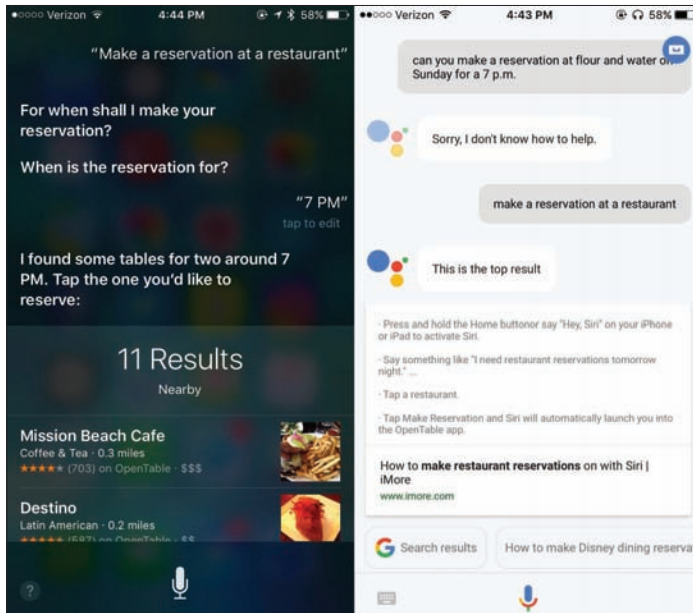 Verizon 4:44 PM 58%
"Make a reservation at a restaurant"
For when shall I make your
reservation?
When is the reservation for?
"7 PM"
tap to edit
I found some tables for two around 7
PM. Tap the one you'd like to
reserve:
11 Results
Nearby
Mission Beach Cafe
Coffee & Tea · 0.3 miles
(703) on OpenTable · $$$
Destino
Latin American · 0.2 miles
(587) on OpenTable · $$
?
Verizon 4:43 PM 58%
can you make a reservation at flour and water on
Sunday for a 7 p.m.
Sorry, I don't know how to help.
make a reservation at a restaurant
This is the top result
· Press and hold the Home buttonor say "Hey, Siri" on your iPhone
or iPad to activate Siri.
· Say something like "I need restaurant reservations tomorrow
night." ...
· Tap a restaurant.
· Tap Make Reservation and Siri will automatically launch you into
the OpenTable app.
How to make restaurant reservations on with Siri |
iMore
www.imore.com
G Search results
How to make Disney dining reserva